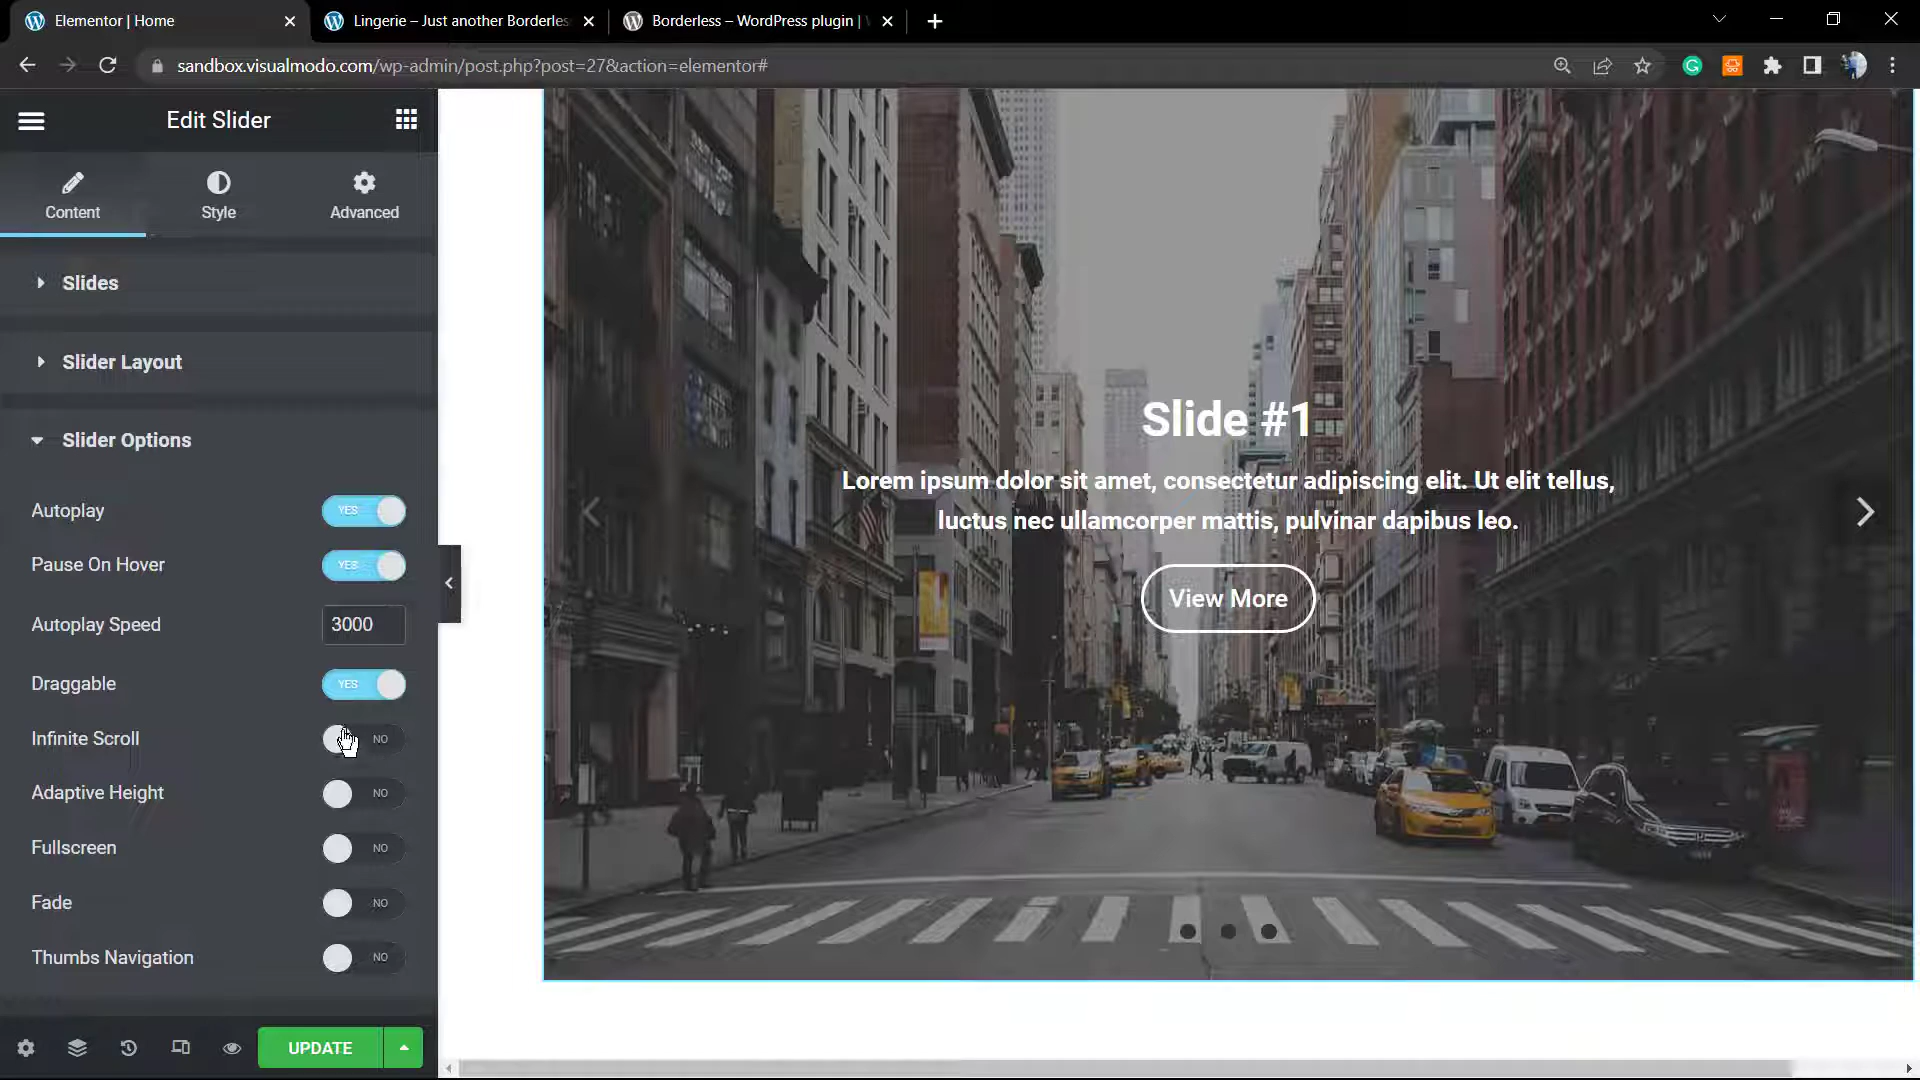 Elementor | Home
Lingerie – Just another Borderles
Borderless – WordPress plugin |
sandbox.visualmodo.com/wp-admin/post.php?post=27&action=elementor#
Edit Slider
Content
Style
Advanced
Slides
Slider Layout
Slider Options
Autoplay
YES
Pause On Hover
YES
Autoplay Speed
3000
Draggable
YES
Infinite Scroll
NO
Adaptive Height
NO
Fullscreen
NO
Fade
NO
Thumbs Navigation
NO
UPDATE
Slide #1
Lorem ipsum dolor sit amet, consectetur adipiscing elit. Ut elit tellus,
luctus nec ullamcorper mattis, pulvinar dapibus leo.
View More